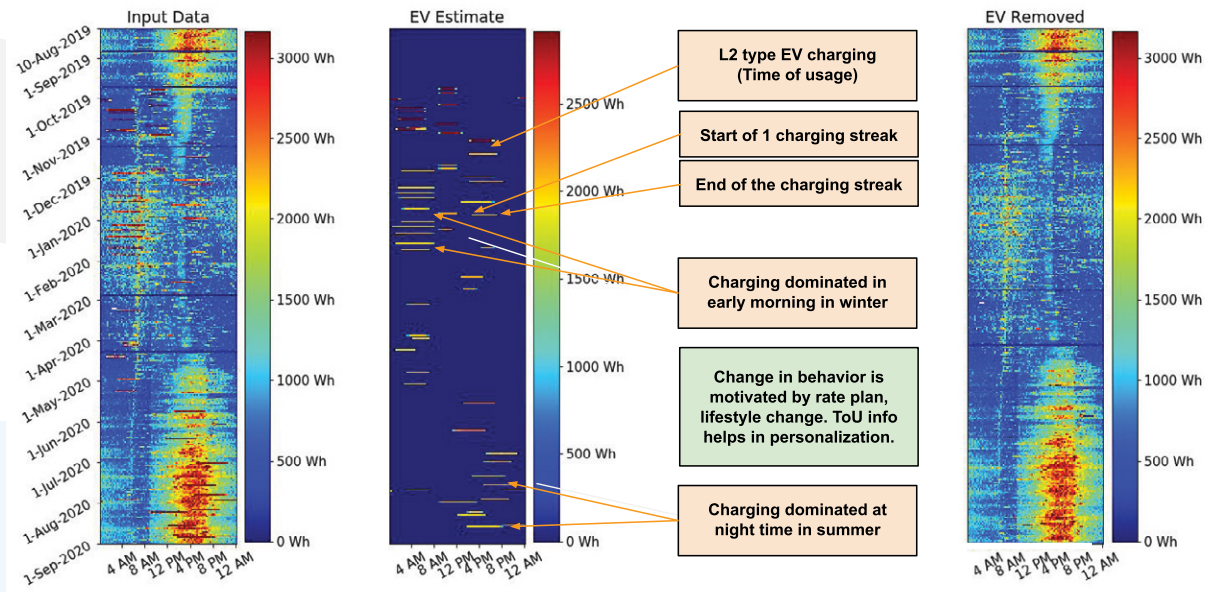 Input Data
EV Estimate
EV Removed
10-Aug-2019
1-Sep-2019
1-Oct-2019
1-Nov-2019
1-Dec-2019
1-Jan-2020
1-Feb-2020
1-Mar-2020
1-Apr-2020
1-May-2020
1-Jun-2020
1-Jul-2020
1-Aug-2020
1-Sep-2020
4 AM
8 AM
12 PM
4 PM
8 PM
12 AM
3000 Wh
2500 Wh
2000 Wh
1500 Wh
1000 Wh
500 Wh
0 Wh
4 AM
8 AM
12 PM
4 PM
8 PM
12 AM
2500 Wh
2000 Wh
1500 Wh
1000 Wh
500 Wh
0 Wh
L2 type EV charging
(Time of usage)
Start of 1 charging streak
End of the charging streak
Charging dominated in
early morning in winter
Change in behavior is
motivated by rate plan,
lifestyle change. ToU info
helps in personalization.
Charging dominated at
night time in summer
4 AM
8 AM
12 PM
4 PM
8 PM
12 AM
3000 Wh
2500 Wh
2000 Wh
1500 Wh
1000 Wh
500 Wh
0 Wh